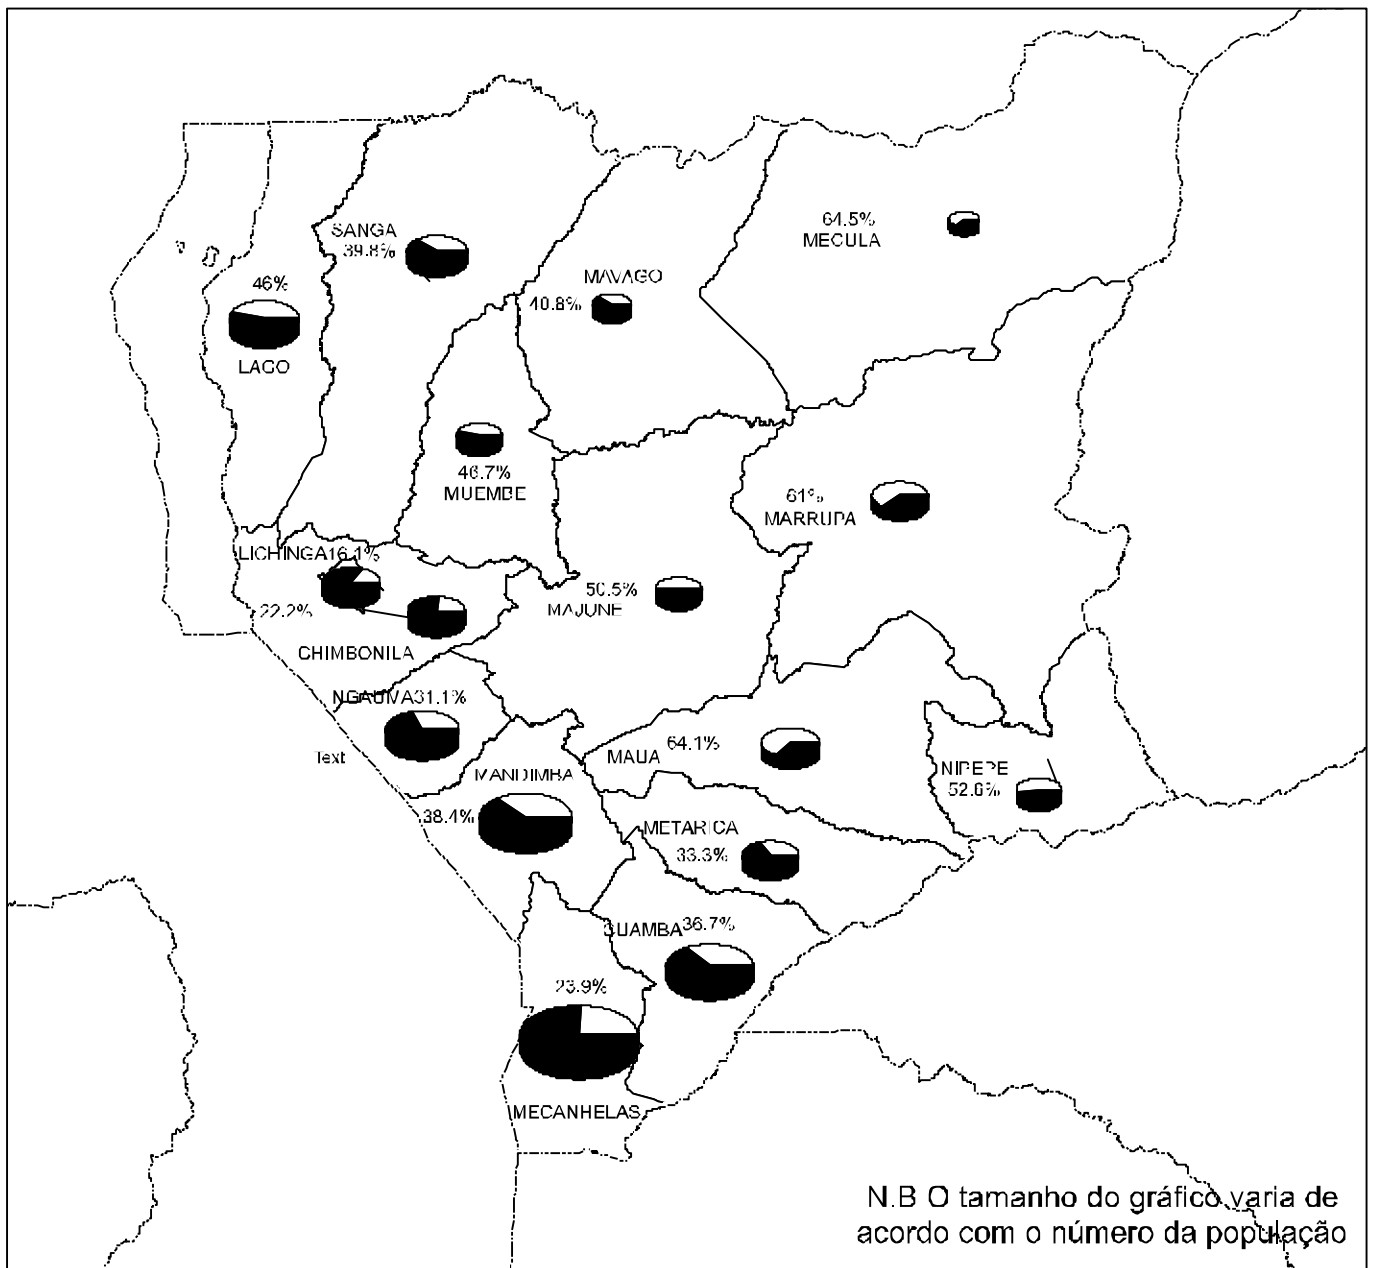 SANGA
39.8%
64.5%
MECULA
46%
LAGO
MAVAGO
40.8%
46.7%
MUEMBE
61%
MARRUPA
LICHINGA16.1%
22.2%
CHIMBONILA
50.5%
MAJUNE
NGAUMA31.1%
Text
MAUA 64.1%
NIPEPE
52.6%
MANDIMBA
38.4%
METARICA
33.3%
CUAMBA36.7%
23.9%
MECANHELAS
N.B O tamanho do gráfico varia de
acordo com o número da população